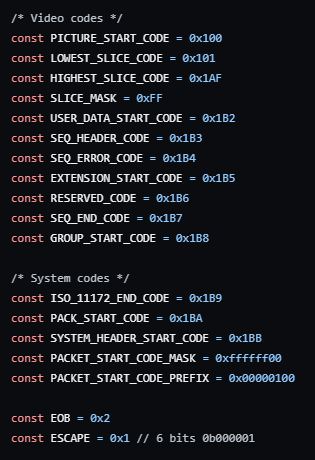 /* Video codes */
const PICTURE_START_CODE = 0x100
const LOWEST_SLICE_CODE = 0x101
const HIGHEST_SLICE_CODE = 0x1AF
const SLICE_MASK = 0xFF
const USER_DATA_START_CODE = 0x1B2
const SEQ_HEADER_CODE = 0x1B3
const SEQ_ERROR_CODE = 0x1B4
const EXTENSION_START_CODE = 0x1B5
const RESERVED_CODE = 0x1B6
const SEQ_END_CODE = 0x1B7
const GROUP_START_CODE = 0x1B8

/* System codes */
const ISO_11172_END_CODE = 0x1B9
const PACK_START_CODE = 0x1BA
const SYSTEM_HEADER_START_CODE = 0x1BB
const PACKET_START_CODE_MASK = 0xffffff00
const PACKET_START_CODE_PREFIX = 0x00000100

const EOB = 0x2
const ESCAPE = 0x1 // 6 bits 0b000001